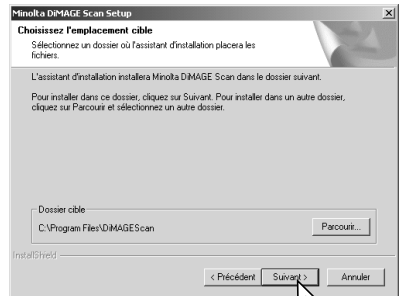 Minolta DiMAGE Scan Setup
Choisissez l'emplacement cible
Sélectionnez un dossier où l'assistant d'installation placera les
fichiers.
L'assistant d'installation installera Minolta DiMAGE Scan dans le dossier suivant.
Pour installer dans ce dossier, cliquez sur Suivant. Pour installer dans un autre dossier,
cliquez sur Parcourir et sélectionnez un autre dossier.
Dossier cible
C:\Program Files\DiMAGEScan
Parcourir...
InstallShield
< Précédent Suivant > Annuler